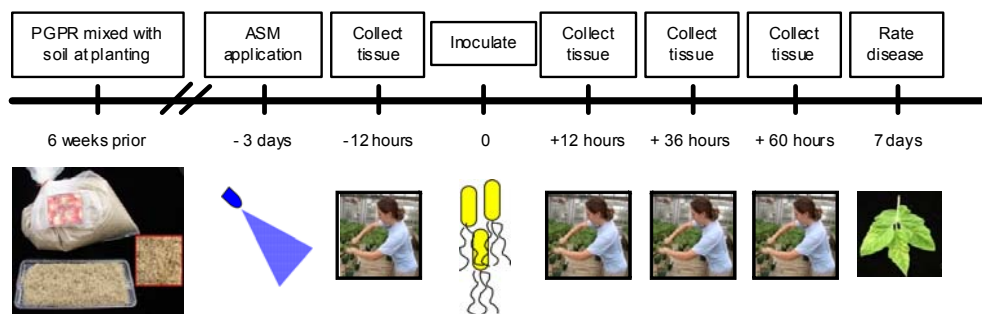 PGPR mixed with
soil at planting
ASM
application
Collect
tissue
Inoculate
Collect
tissue
Collect
tissue
Collect
tissue
Rate
disease
6 weeks prior
- 3 days
-12 hours
0
+12 hours
+ 36 hours
+ 60 hours
7 days